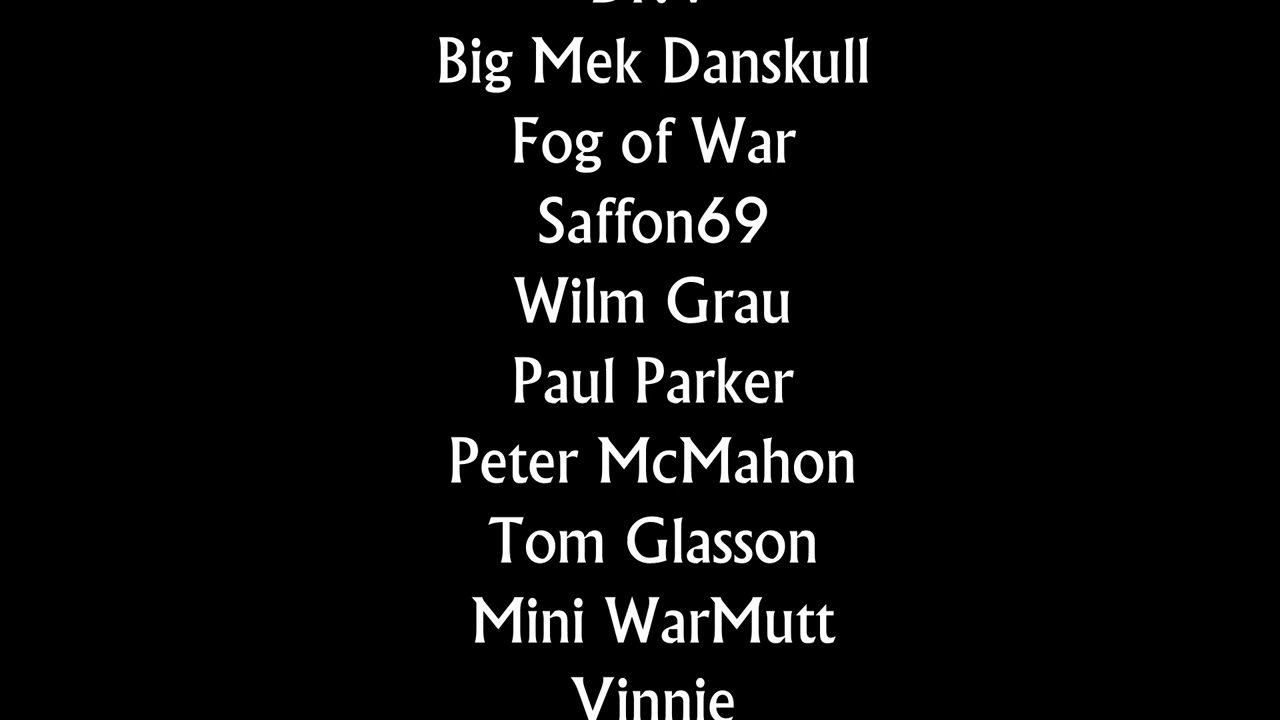 Big Mek Danskull
Fog of War
Saffon69
Wilm Grau
Paul Parker
Peter McMahon
Tom Glasson
Mini WarMutt
Vinnie